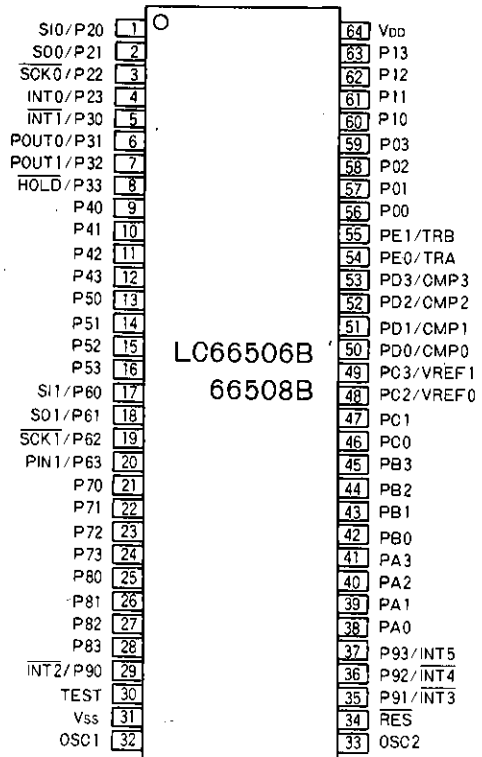 SI0/P20 1 64 VDD
SO0/P21 2 63 P13
SCK0/P22 3 62 P12
INT0/P23 4 61 P11
INT1/P30 5 60 P10
POUT0/P31 6 59 P03
POUT1/P32 7 58 P02
HOLD/P33 8 57 P01
P40 9 56 P00
P41 10 55 PE1/TRB
P42 11 54 PE0/TRA
P43 12 53 PD3/CMP3
P50 13 52 PD2/CMP2
P51 14 51 PD1/CMP1
P52 15 50 PD0/CMP0
P53 16 49 PC3/VREF1
SI1/P60 17 48 PC2/VREF0
SO1/P61 18 47 PC1
SCK1/P62 19 46 PC0
PIN1/P63 20 45 PB3
P70 21 44 PB2
P71 22 43 PB1
P72 23 42 PB0
P73 24 41 PA3
P80 25 40 PA2
P81 26 39 PA1
P82 27 38 PA0
P83 28 37 P93/INT5
INT2/P90 29 36 P92/INT4
TEST 30 35 P91/INT3
Vss 31 34 RES
OSC1 32 33 OSC2
LC66506B
66508B